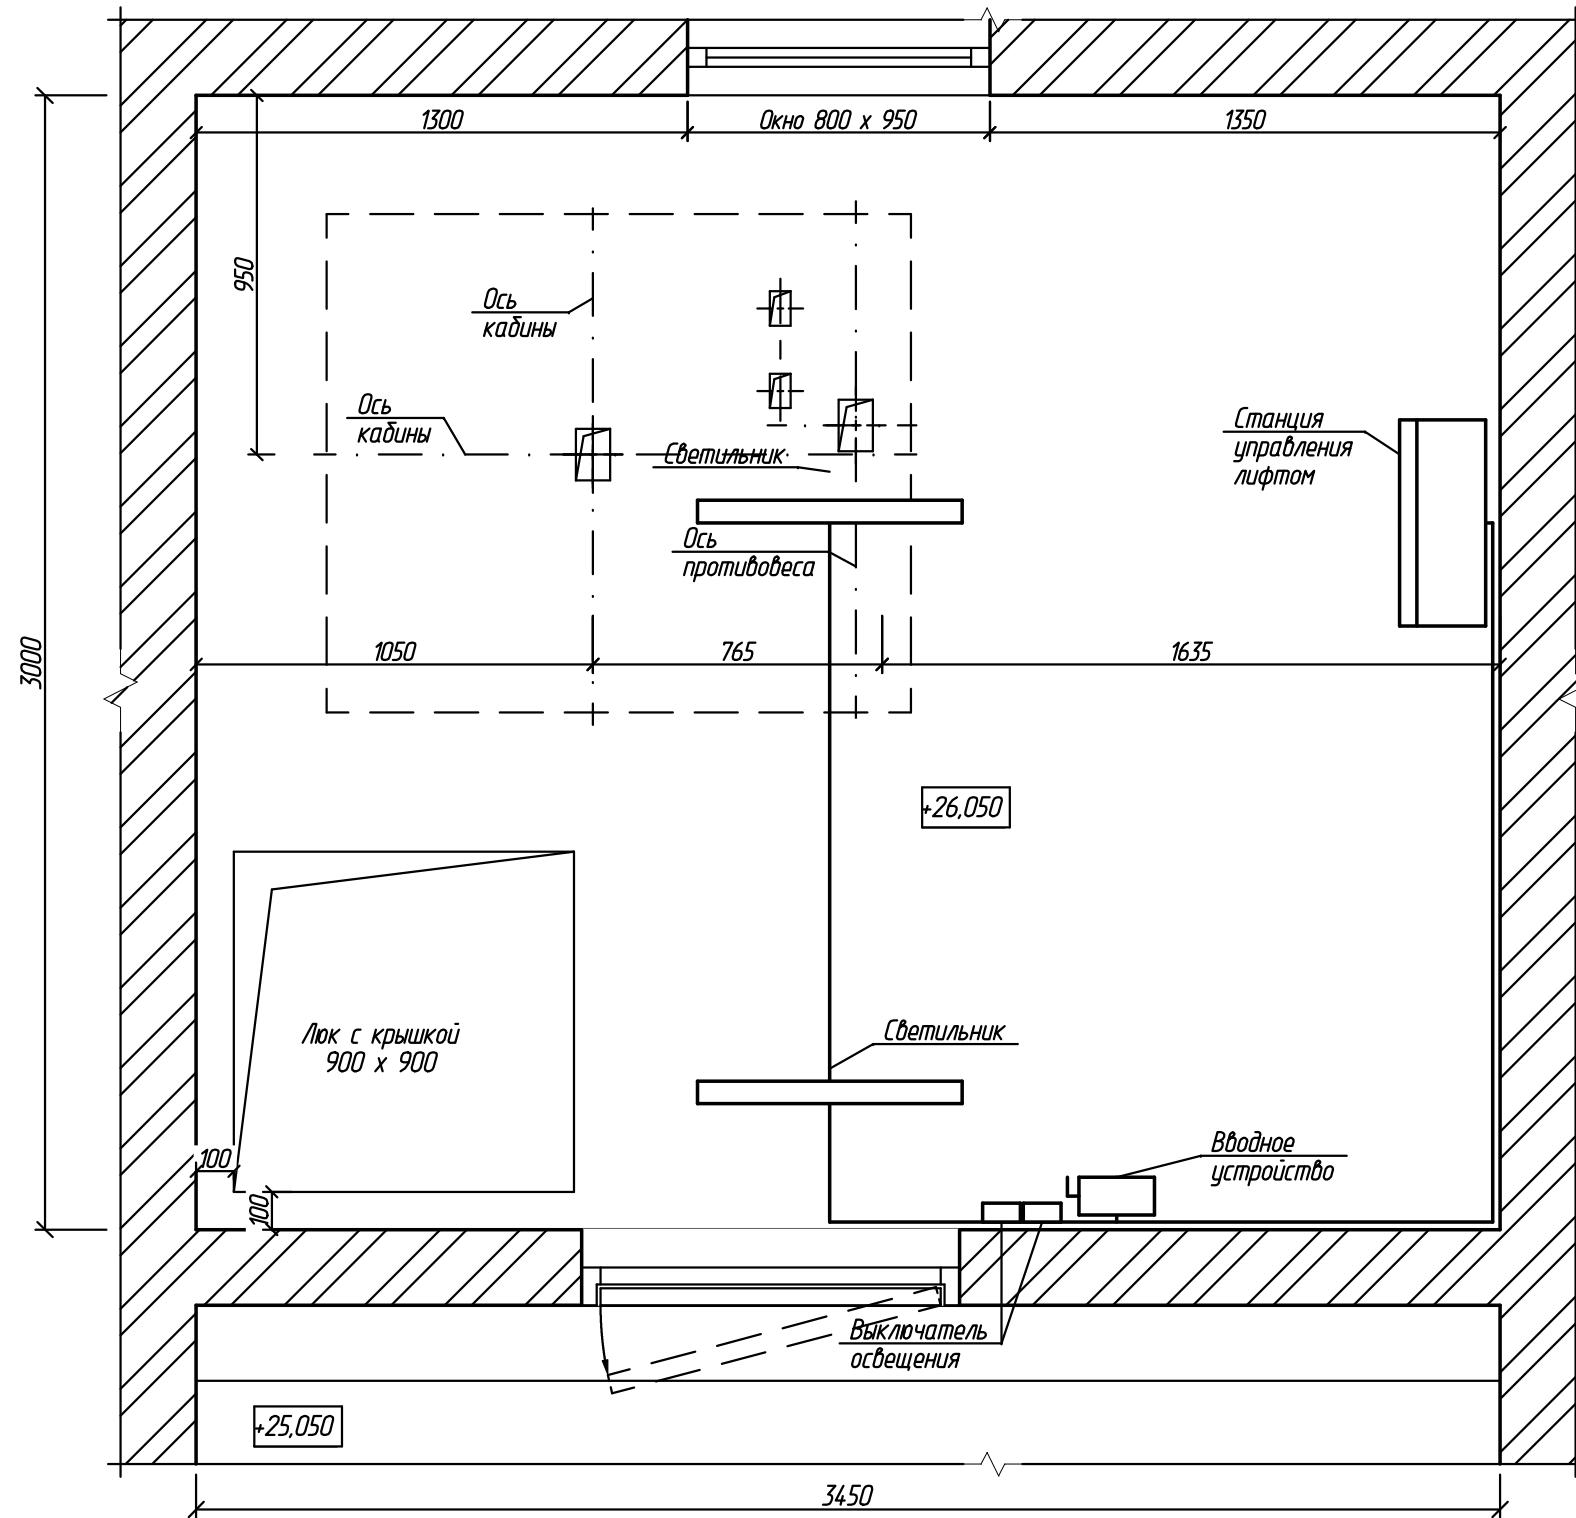 1300
Окно 800 x 950
1350
950
Ось
кабины
Ось
кабины
Светильник
Станция
управления
лифтом
Ось
противовеса
3000
1050
765
1635
+26,050
Люк с крышкой
900 x 900
Светильник
100
100
Вводное
устройство
Выключатель
освещения
+25,050
3450